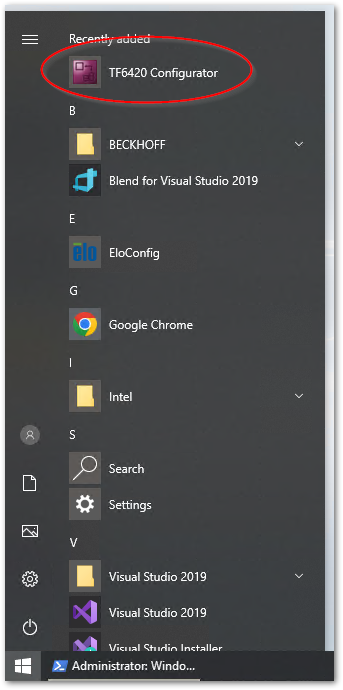 Recently added
TF6420 Configurator
B
BECKHOFF
Blend for Visual Studio 2019
E
elo
EloConfig
G
Google Chrome
I
Intel
S
Search
Settings
V
Visual Studio 2019
Visual Studio 2019
Visual Studio Installer
Administrator: Windo...